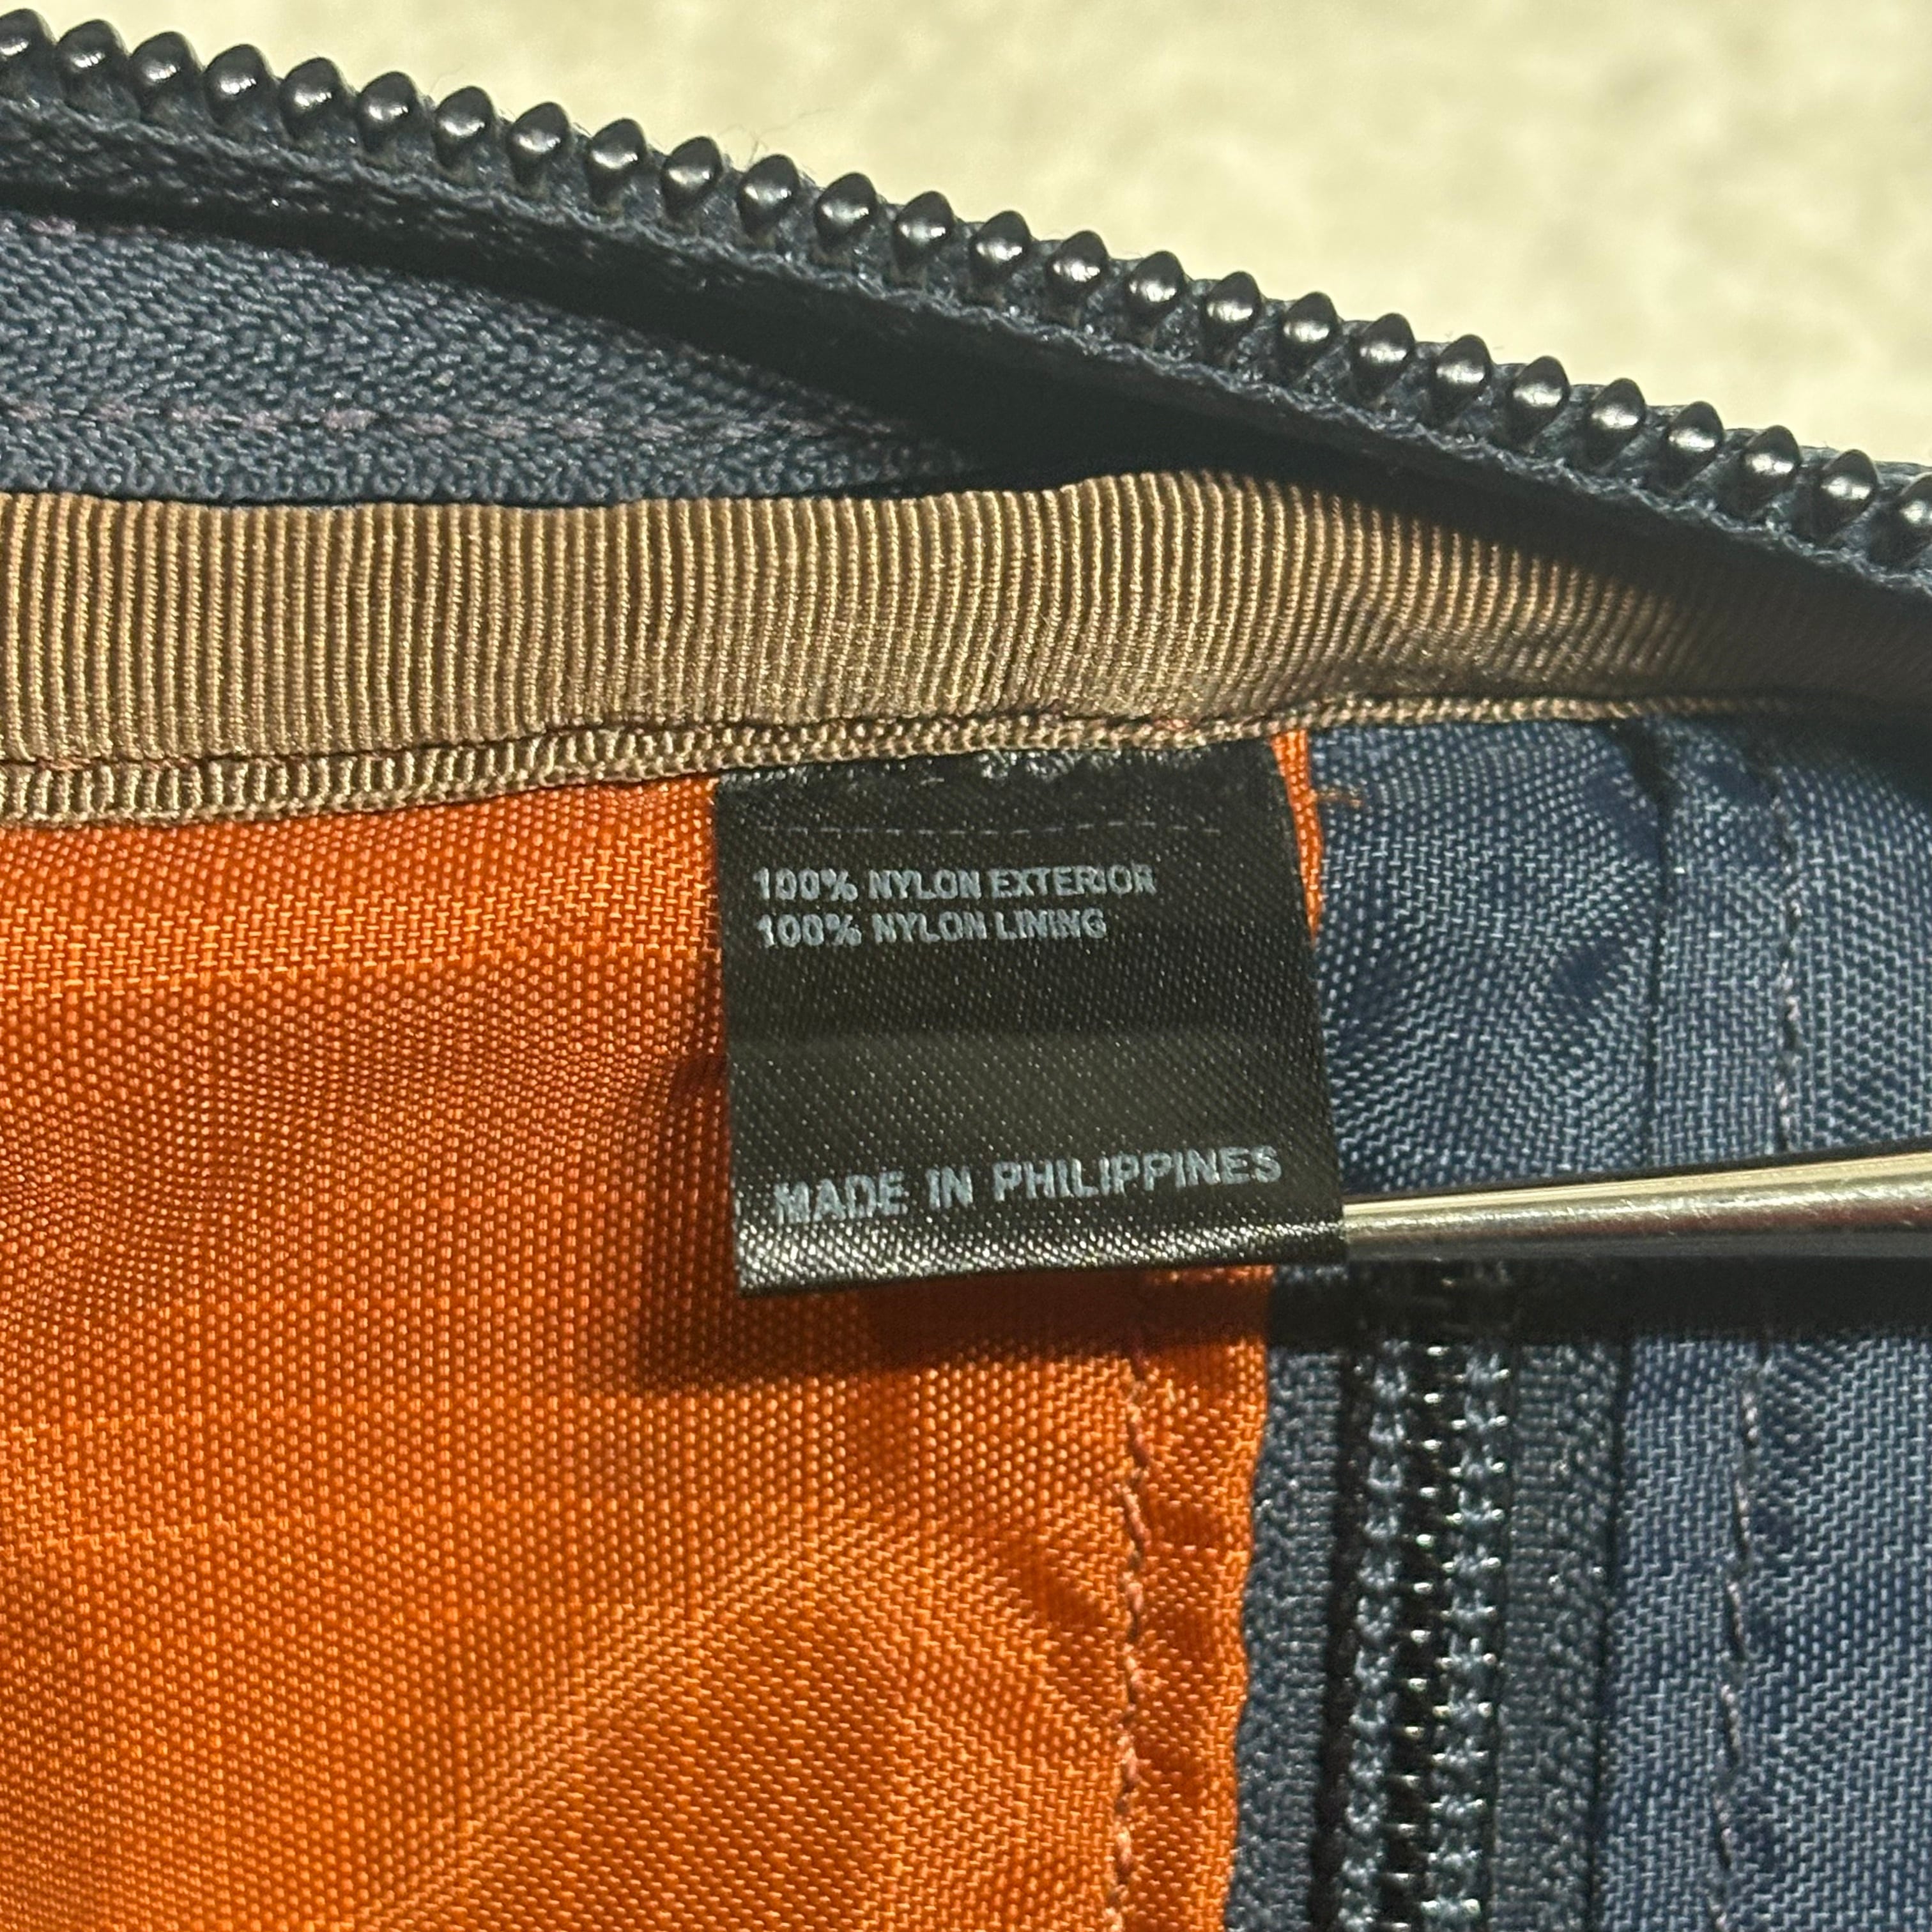 100% NYLON EXTERIOR
100% NYLON LINING
MADE IN PHILIPPINES